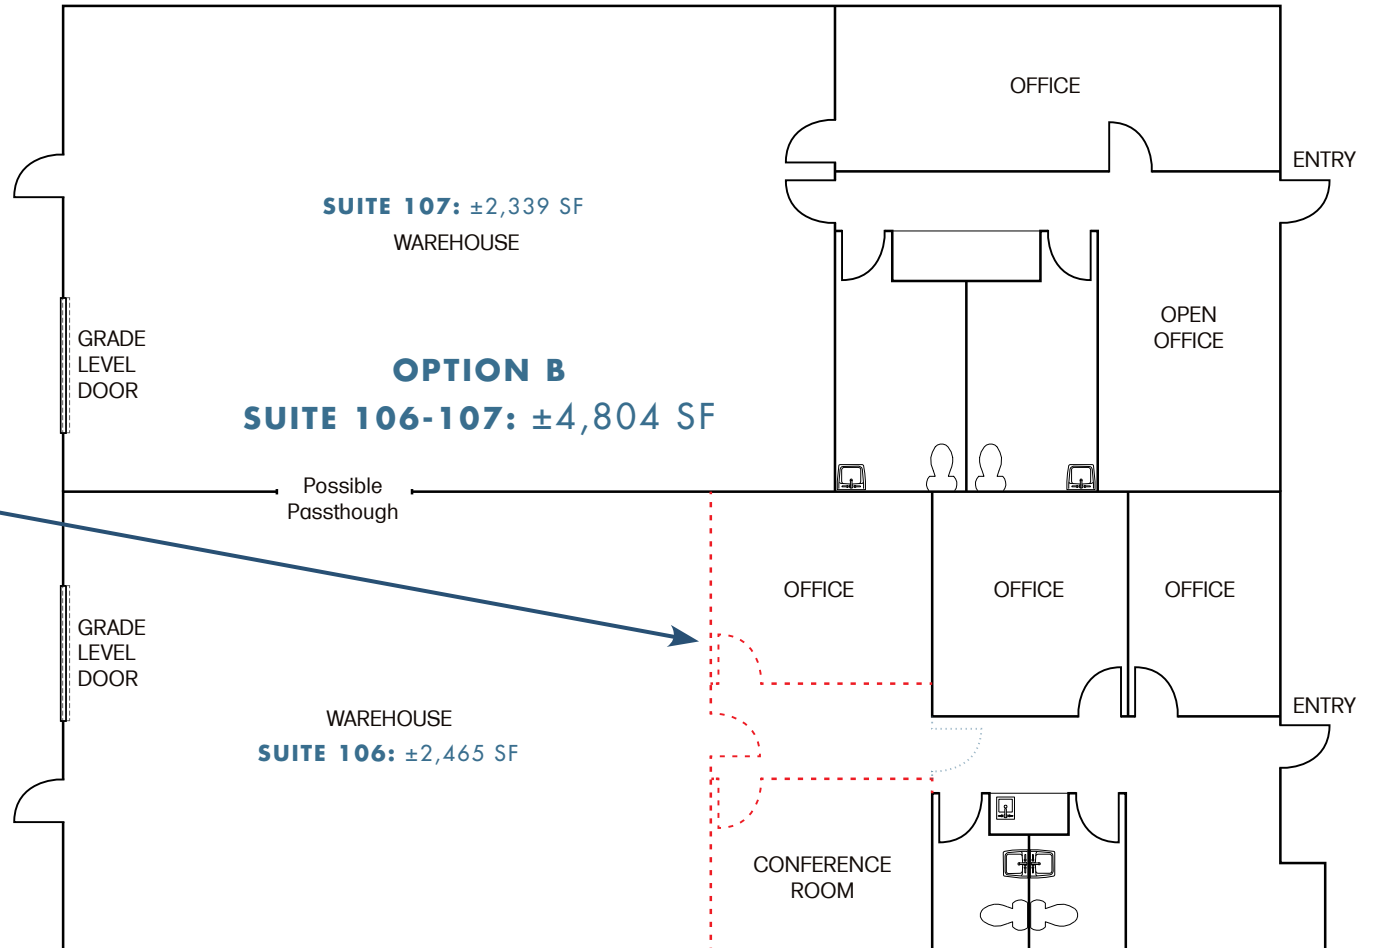 OFFICE
ENTRY
SUITE 107: ±2,339 SF
WAREHOUSE
OPEN
OFFICE
GRADE
LEVEL
DOOR
OPTION B
SUITE 106-107: ±4,804 SF
Possible
Passthough
OFFICE
OFFICE
OFFICE
GRADE
LEVEL
DOOR
ENTRY
WAREHOUSE
SUITE 106: ±2,465 SF
CONFERENCE
ROOM